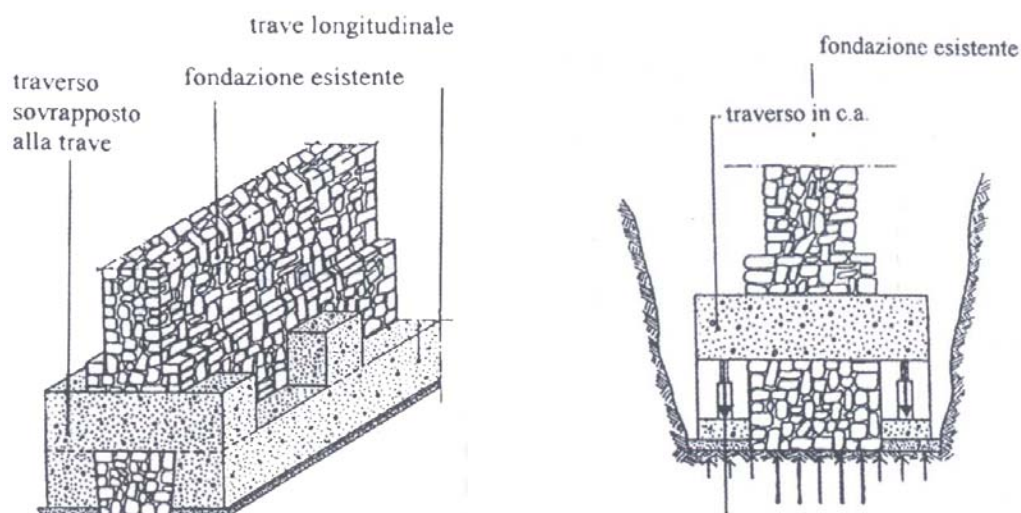 trave longitudinale
fondazione esistente
traverso
sovrapposto
alla trave
fondazione esistente
traverso in c.a.